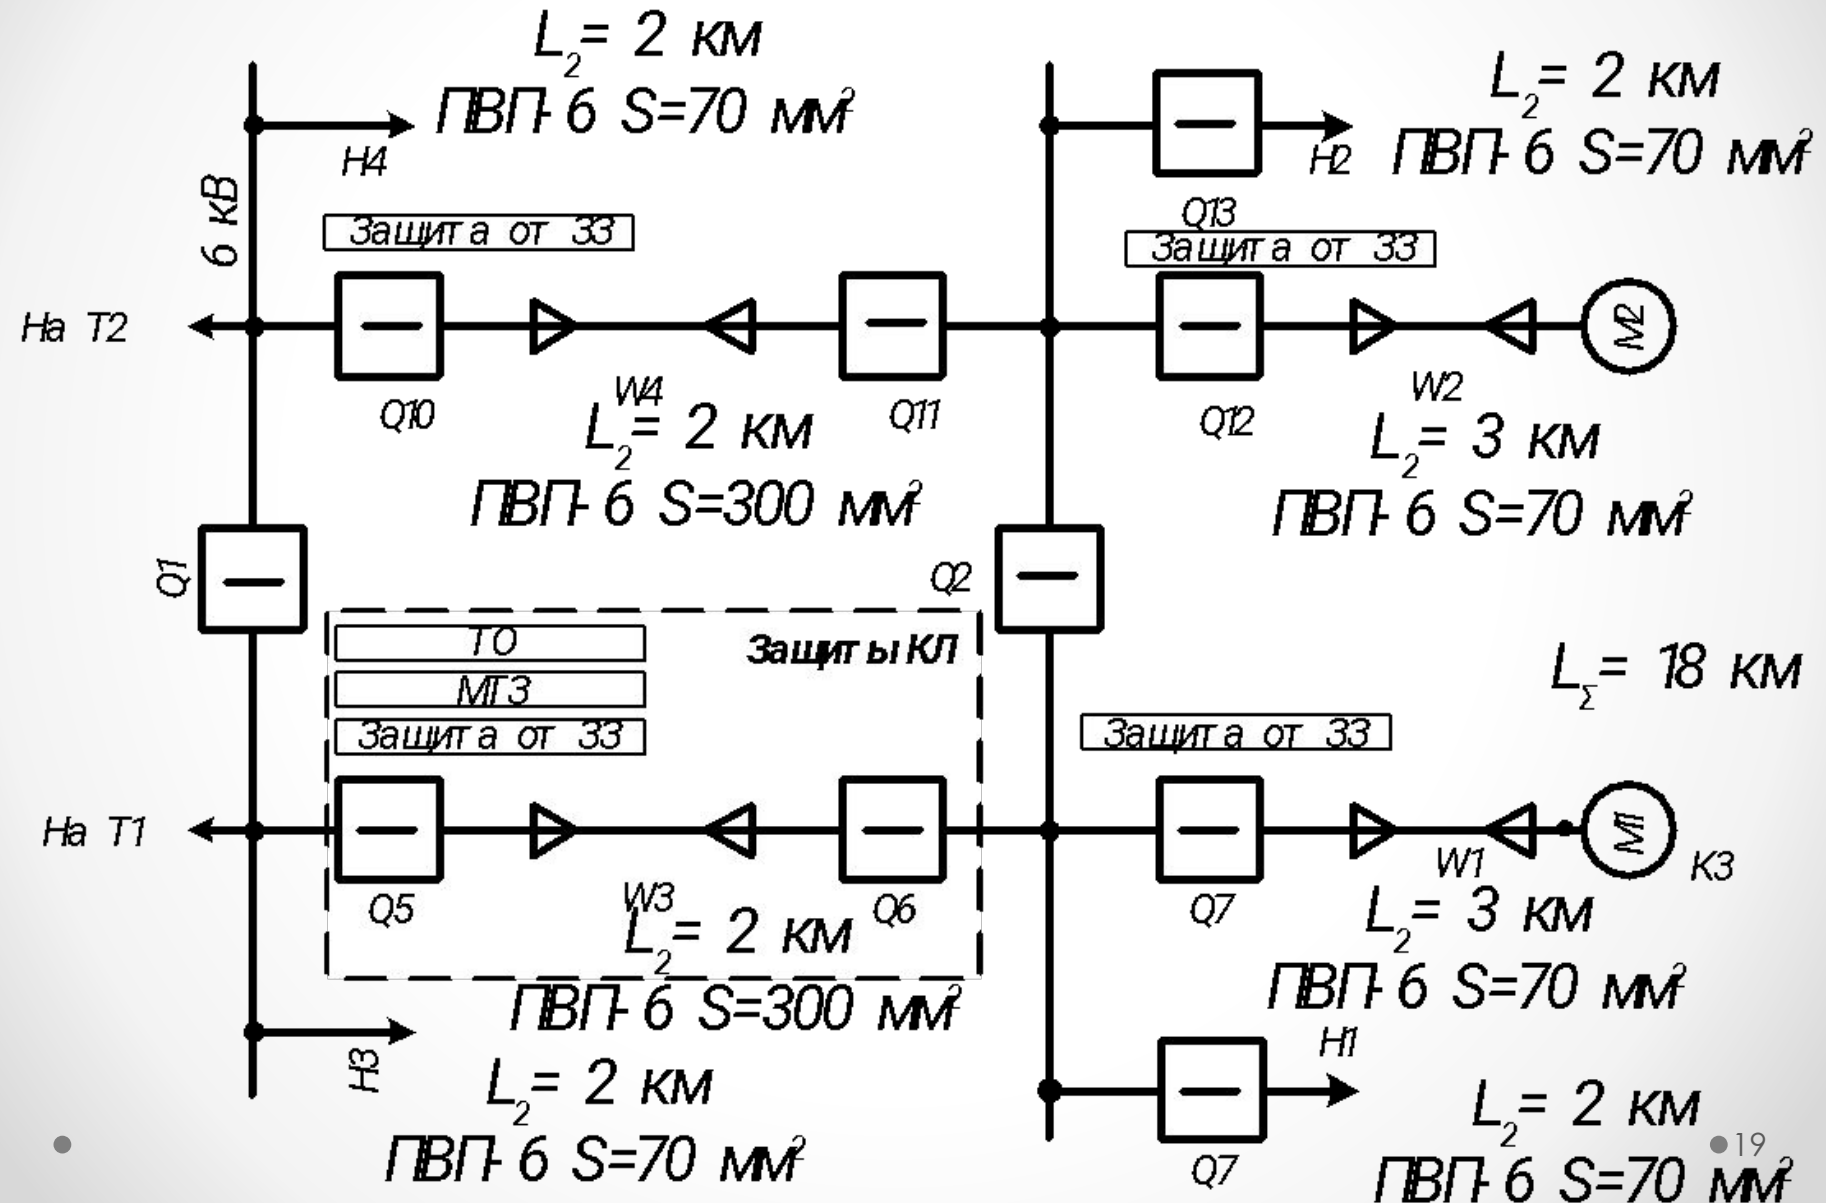 L2= 2 км
ПВП-6 S=70 мм²
Н4
6 кВ
Защита от ЗЗ
На Т2
Q10
W4
L2= 2 км
ПВП-6 S=300 мм²
Q11
L2= 2 км
ПВП-6 S=70 мм²
Н2
Q13
Защита от ЗЗ
М2
Q12
W2
L2= 3 км
ПВП-6 S=70 мм²
Q1
Q2
ТО
МТЗ
Защита от ЗЗ
Защиты КЛ
LΣ= 18 км
Защита от ЗЗ
На Т1
Q5
W3
Q6
L2= 2 км
ПВП-6 S=300 мм²
Q7
W1
М1
К3
L2= 3 км
ПВП-6 S=70 мм²
Н3
L2= 2 км
ПВП-6 S=70 мм²
Н1
Q7
L2= 2 км
ПВП-6 S=70 мм²
19